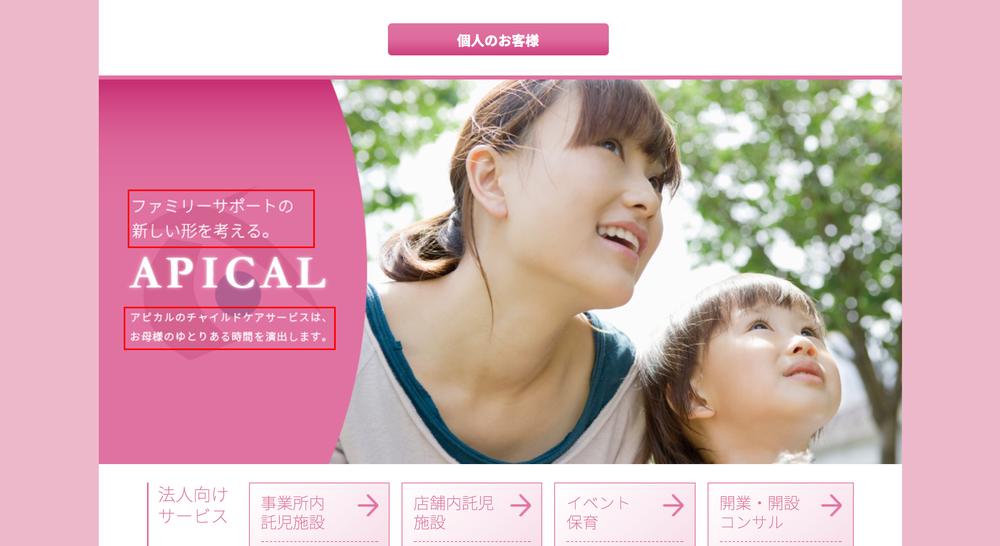 個人のお客様
ファミリーサポートの
新しい形を考える。
APICAL
アピカルのチャイルドケアサービスは、
お母様のゆとりある時間を演出します。
法人向け
サービス
事業所内
託児施設
店舗内託児
施設
イベント
保育
開業・開設
コンサル